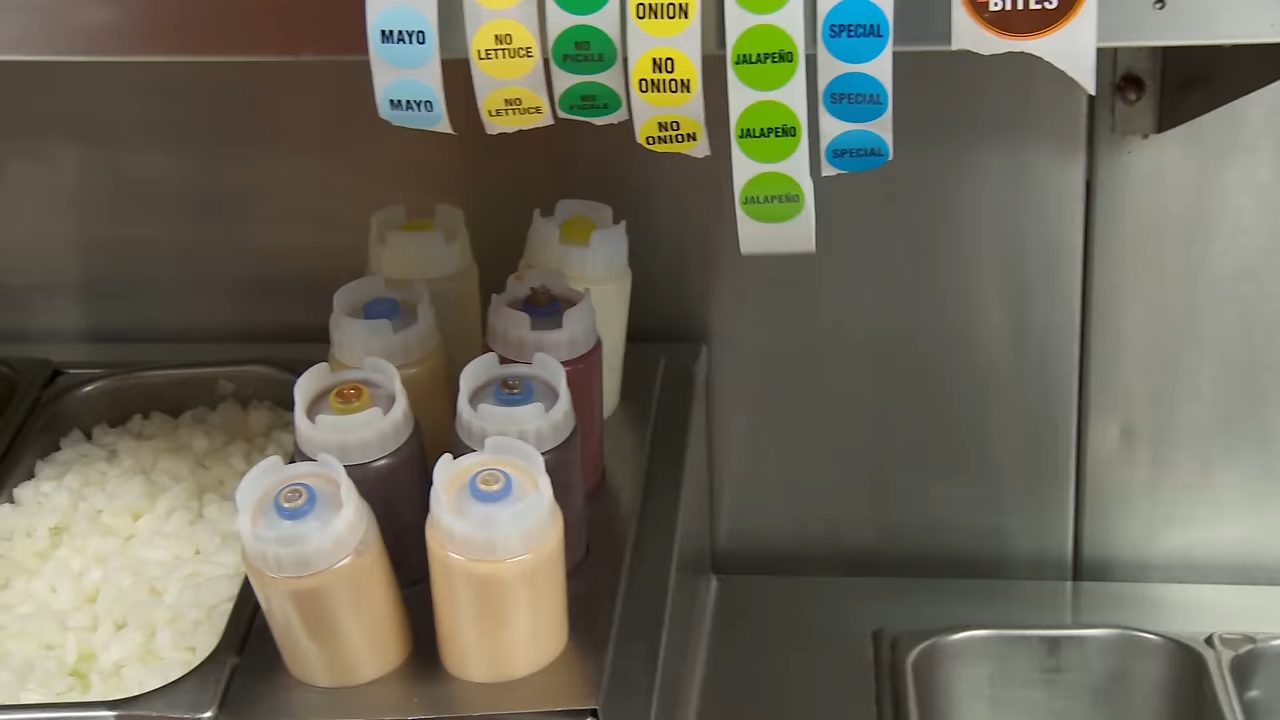 MAYO
MAYO
NO
LETTUCE
NO
LETTUCE
NO
PICKLE
NO
PICKLE
ONION
NO
ONION
NO
ONION
JALAPEÑO
JALAPEÑO
JALAPEÑO
SPECIAL
SPECIAL
SPECIAL
BITES